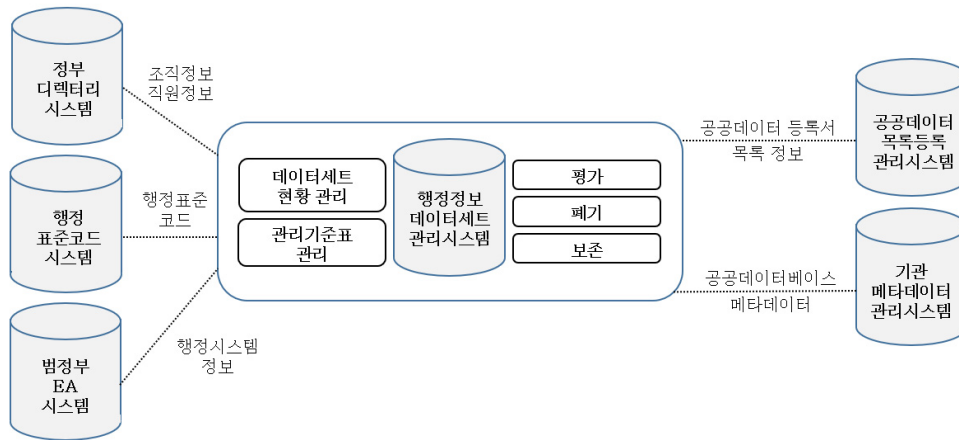 정부
디렉터리
시스템
조직정보
직원정보
행정
표준코드
시스템
행정표준
코드
범정부
EA
시스템
행정시스템
정보
데이터세트
현황 관리
관리기준표
관리
행정정보
데이터세트
관리시스템
평가
폐기
보존
공공데이터 등록서
목록 정보
공공데이터
목록등록
관리시스템
공공데이터베이스
메타데이터
기관
메타데이터
관리시스템